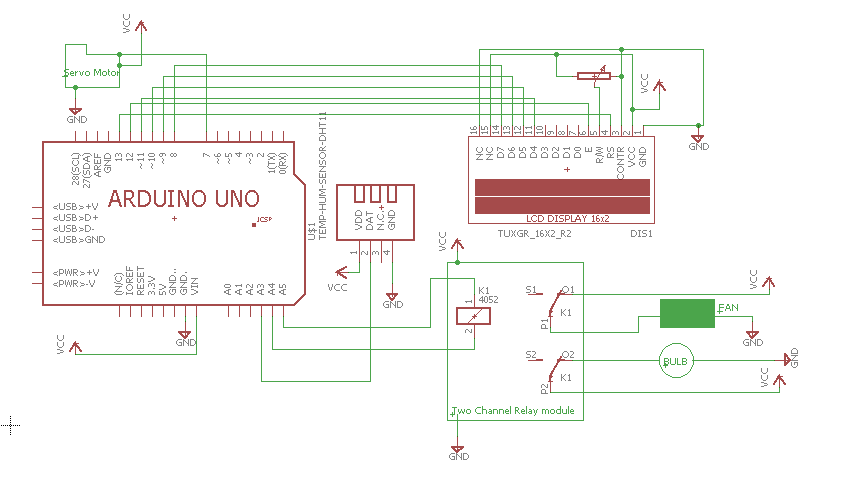 VCC
Servo Motor
GND
16
15
14
13
12
11
10
9
8
7
6
5
4
3
2
1
NC
NC
D7
D6
D5
D4
D3
D2
D1
D0
E
R/W
RS
CONTR
VCC
GND
VCC
GND
LCD DISPLAY 16x2
TUXGR_16X2_R2
DIS1
28(SCL)
27(SDA)
AREF
GND
13
12
~11
~10
~9
8
7
~6
~5
4
~3
2
1(TX)
0(RX)
ARDUINO UNO
ICSP
<USB>+V
<USB>D+
<USB>D-
<USB>GND
<PWR>+V
<PWR>-V
(N/C)
IOREF
RESET
3.3V
5V
GND.
GND.
VIN
A0
A1
A2
A3
A4
A5
U$1
TEMP-HUM-SENSOR-DHT11
VDD
DAT
N.C.
GND
1
2
3
4
VCC
GND
VCC
GND
VCC
K1
4052
1
2
S1
O1
P1
K1
S2
O2
P2
K1
Two Channel Relay module
GND
VCC
FAN
GND
BULB
GND
VCC